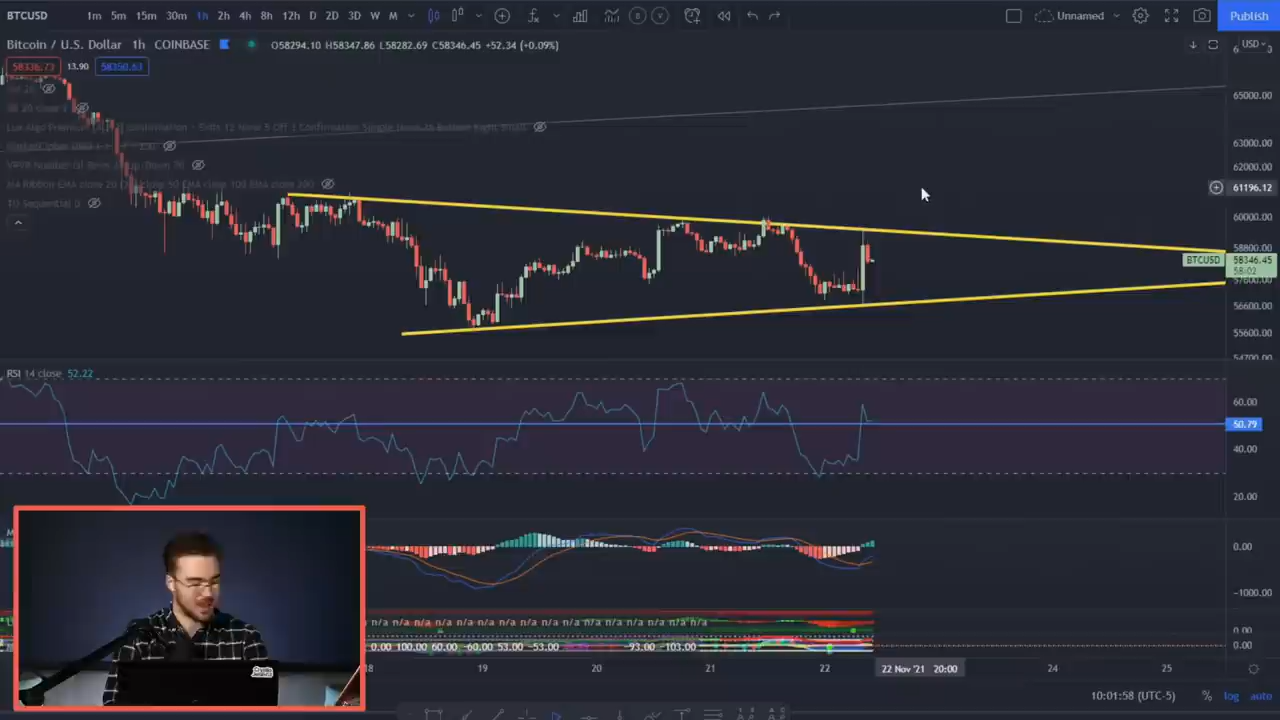 BTCUSD 1m 5m 15m 30m 1h 2h 4h 8h 12h D 2D 3D W M Unnamed Publish
Bitcoin / U.S. Dollar 1h COINBASE O58294.10 H58347.86 L58282.69 C58346.45 +52.34 (+0.09%) USD
58336.73 13.90 58350.63
65000.00
63000.00
62000.00
61196.12
60000.00
58800.00
BTCUSD 58346.45
58:02
56600.00
55600.00
54700.00
RSI 14 close 52.22
60.00
50.79
40.00
20.00
0.00
-1000.00
n/a n/a n/a n/a n/a n/a n/a n/a n/a n/a n/a n/a n/a n/a n/a n/a
0.00
0.00 100.00 60.00 -60.00 53.00 -53.00 -93.00 -103.00 0.00
18 19 20 21 22 22 Nov '21 20:00 24 25
10:01:58 (UTC-5) % log auto